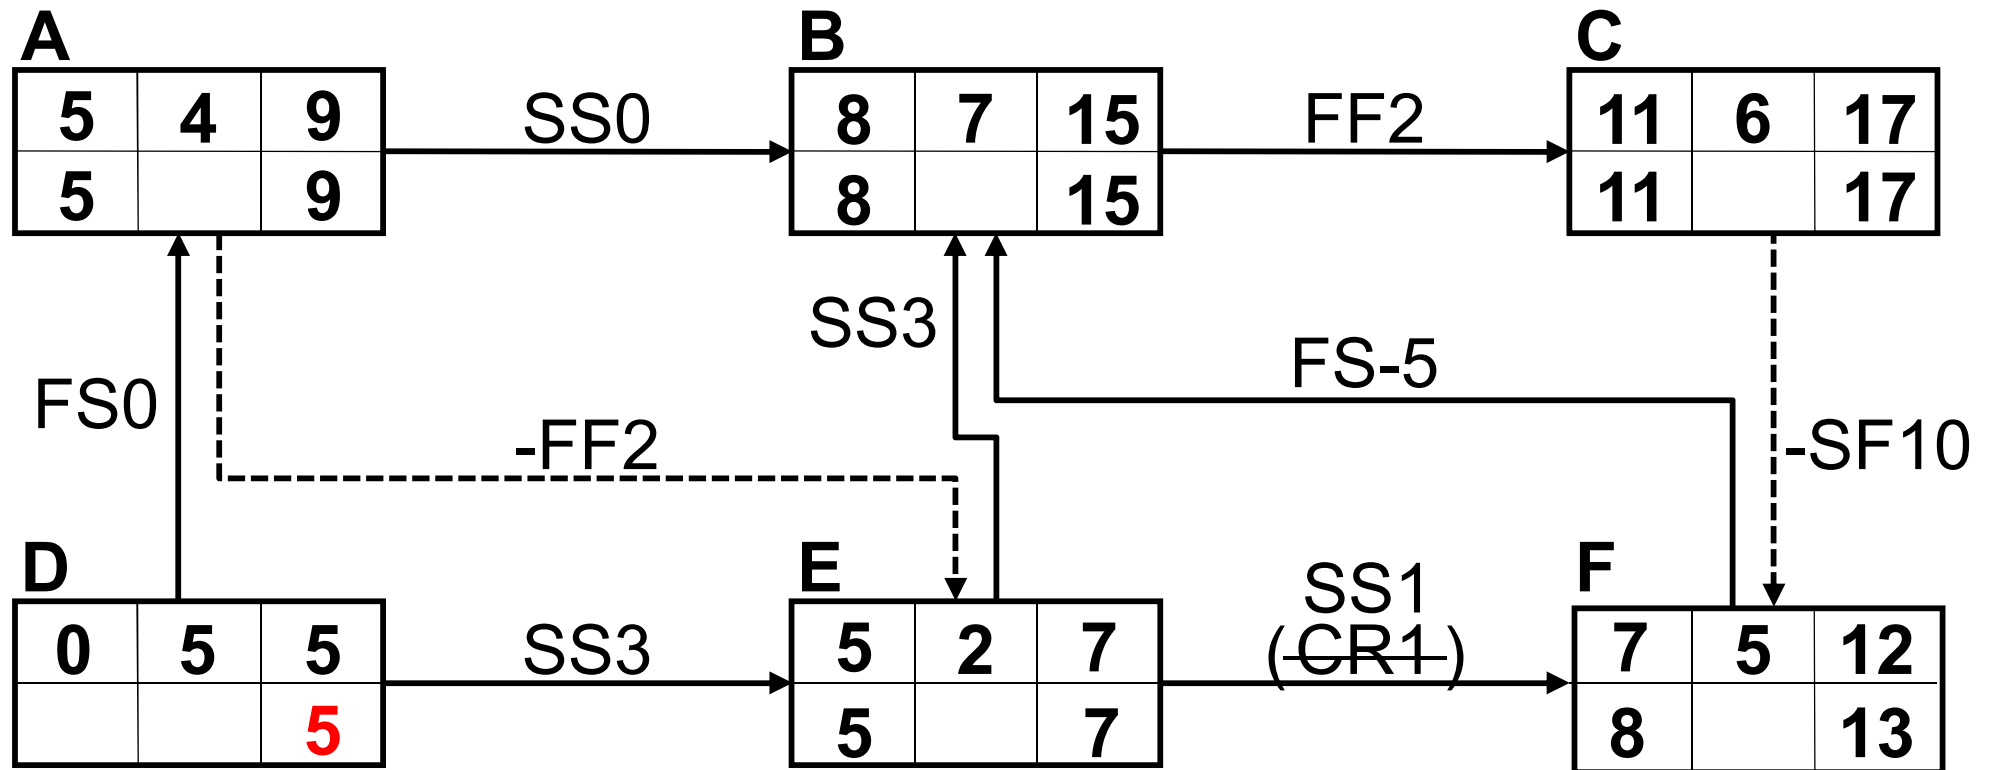 A B C
5 4 9 SS0 8 7 15 FF2 11 6 17
5 9 8 15 11 17
SS3
FS-5
FS0
-FF2
-SF10
D E F
SS1
0 5 5 SS3 5 2 7 (CR1) 7 5 12
5 5 7 8 13